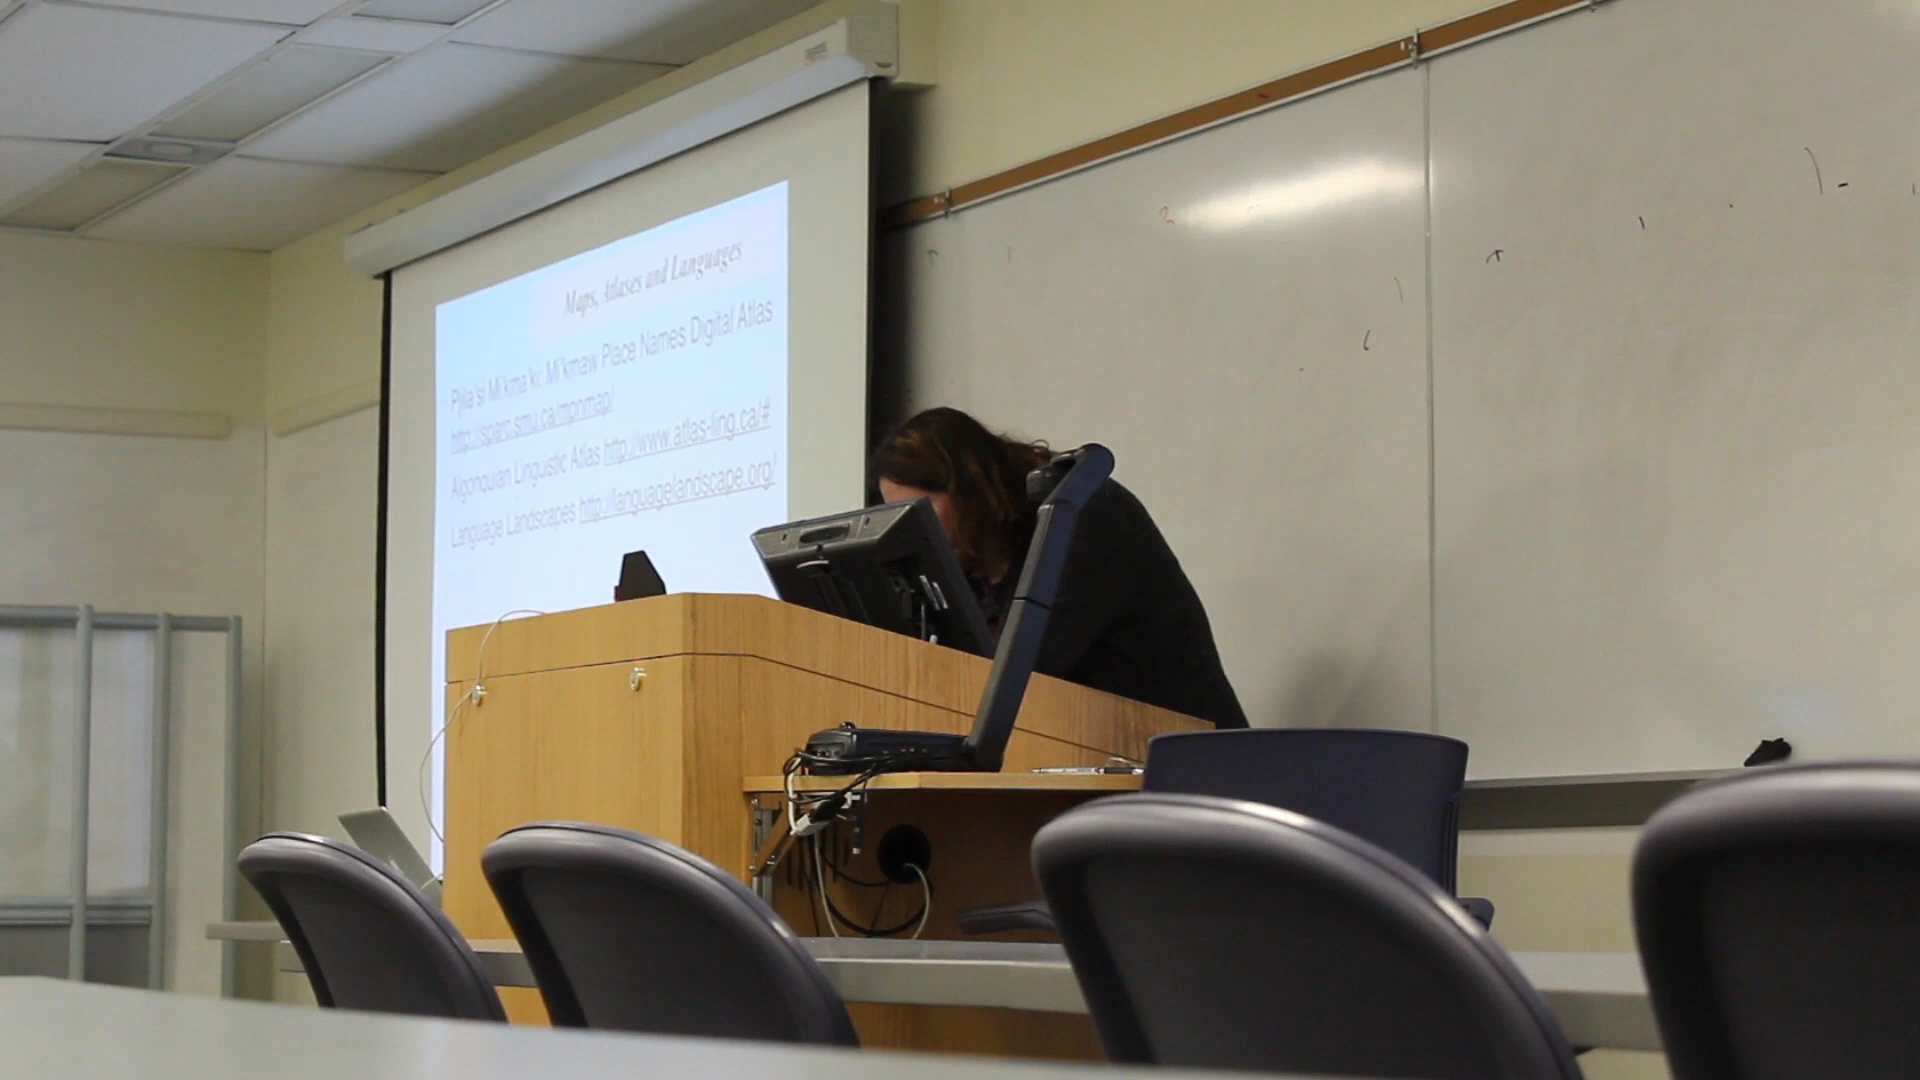 Maps, Atlases and Languages
Pjila'si Mi'kma'ki: Mi'kmaw Place Names Digital Atlas
http://sparc.smu.ca/mpnmap/
Algonquian Linguistic Atlas http://www.atlas-ling.ca/#
Language Landscapes http://languagelandscape.org/